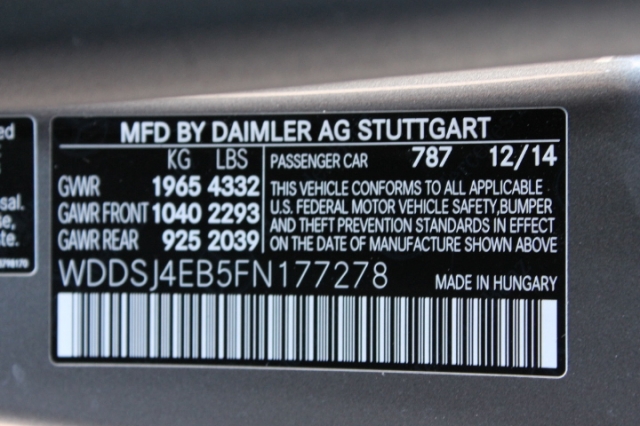 MFD BY DAIMLER AG STUTTGART
KG LBS
GVWR 1965 4332
GAWR FRONT 1040 2293
GAWR REAR 925 2039
PASSENGER CAR 787 12/14
THIS VEHICLE CONFORMS TO ALL APPLICABLE
U.S. FEDERAL MOTOR VEHICLE SAFETY,BUMPER
AND THEFT PREVENTION STANDARDS IN EFFECT
ON THE DATE OF MANUFACTURE SHOWN ABOVE
WDDSJ4EB5FN177278 MADE IN HUNGARY